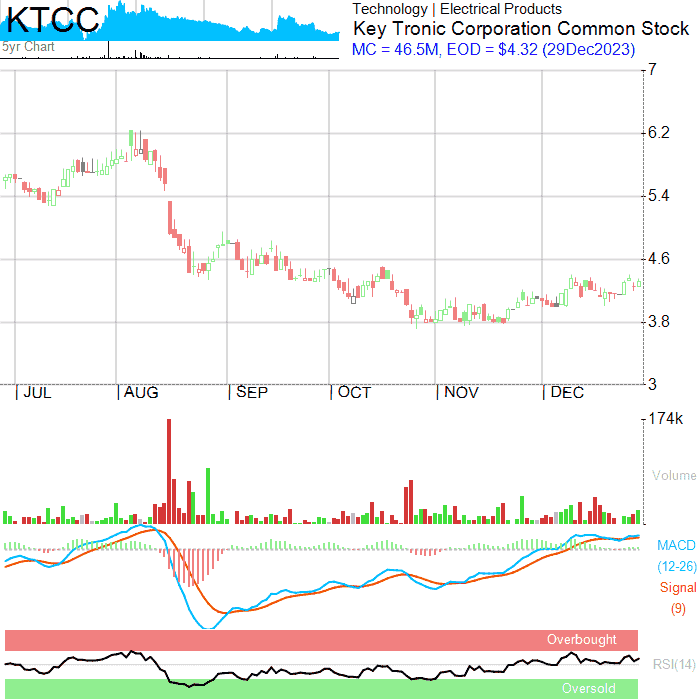 KTCC
5yr Chart
Technology | Electrical Products
Key Tronic Corporation Common Stock
MC = 46.5M, EOD = $4.32 (29Dec2023)
7
6.2
5.4
4.6
3.8
3
| JUL | AUG | SEP | OCT | NOV | DEC
174k
Volume
MACD
(12-26)
Signal
(9)
Overbought
RSI(14)
Oversold